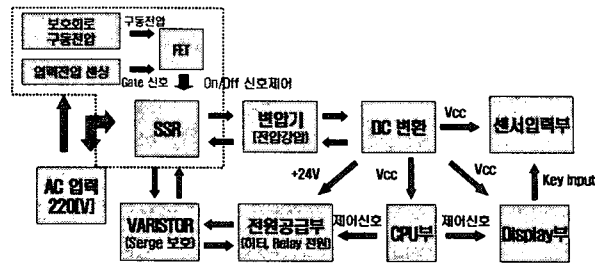 보호회로
구동전압
구동전압
FET
입력전압 센싱
Gate 신호
On/Off 신호제어
SSR
변압기
[전압강압]
DC 변환
Vcc
센서입력부
AC 입력
220[V]
+24V
Vcc
Vcc
Key Input
VARISTOR
(Serge 보호)
전원공급부
(히터, Relay 전원)
제어신호
CPU부
제어신호
Display부